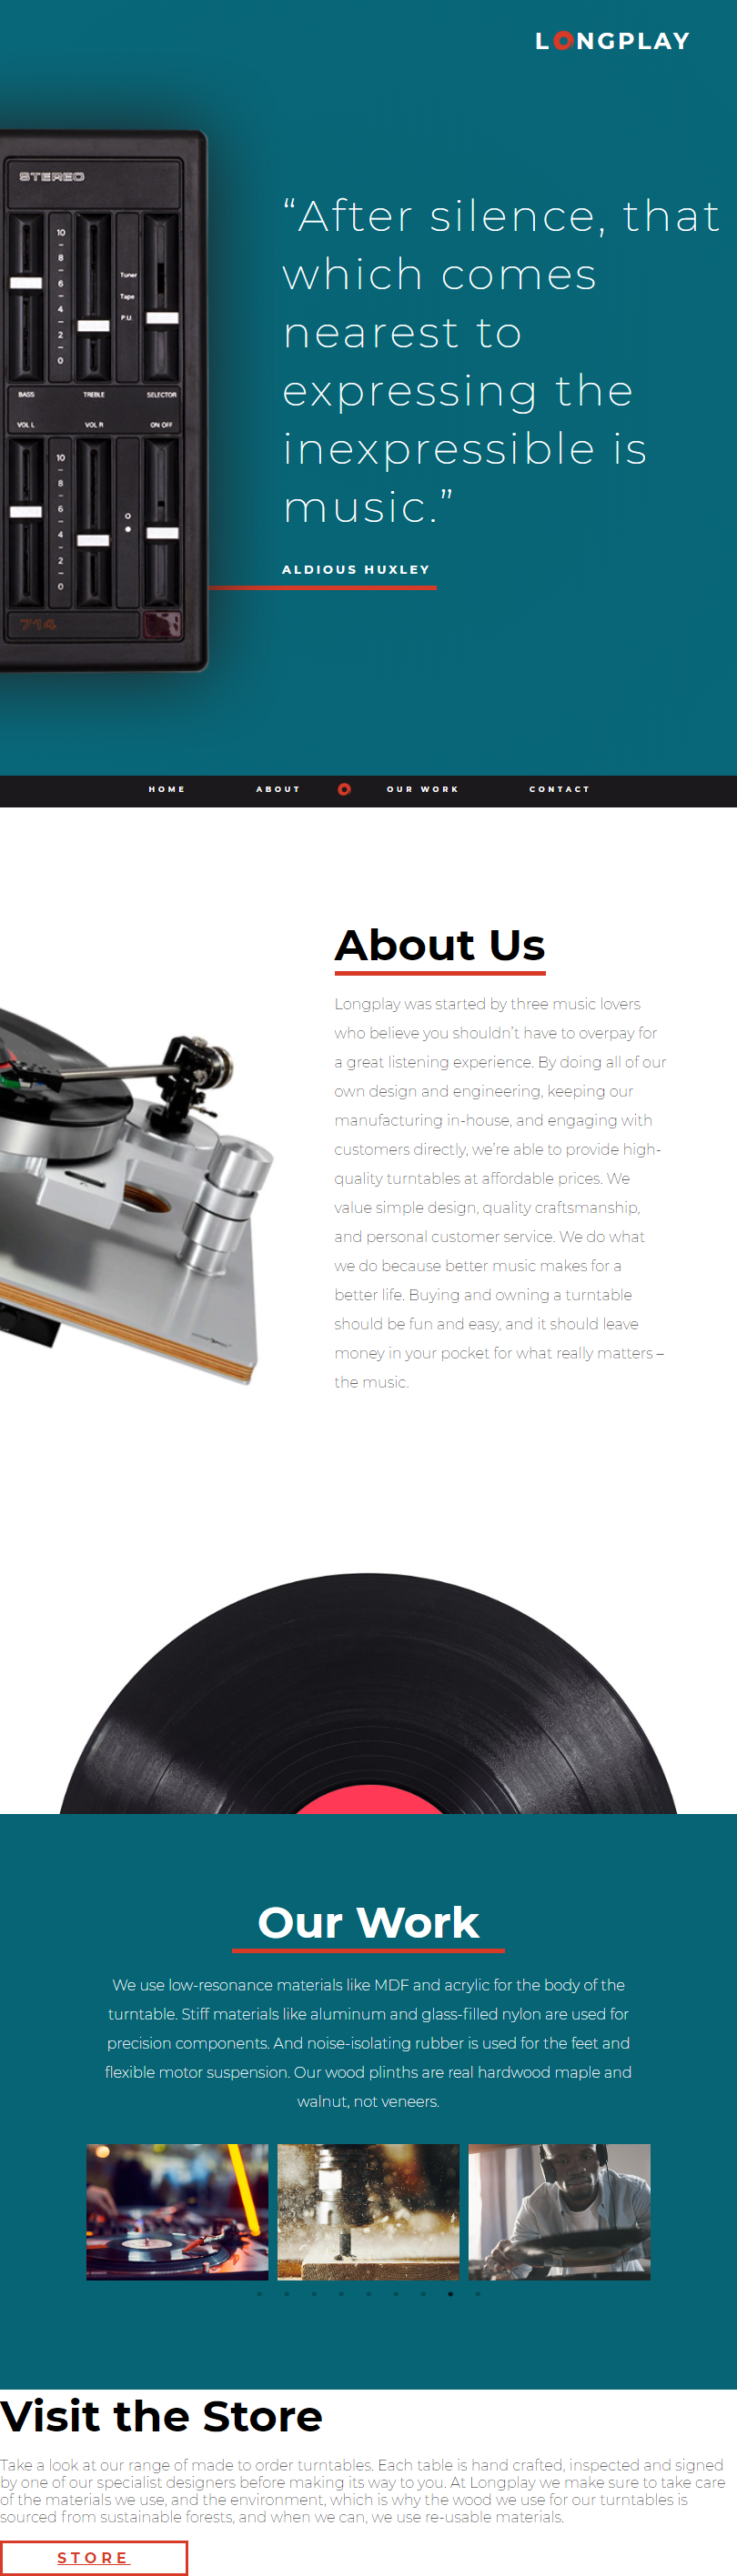 LONGPLAY
STEREO
10
8
6
4
2
0
Tuner
Tape
P.U.
BASS TREBLE SELECTOR
VOL L VOL R ON OFF
10
8
6
4
2
0
714
“After silence, that
which comes
nearest to
expressing the
inexpressible is
music.”
ALDIOUS HUXLEY
HOME ABOUT OUR WORK CONTACT
About Us
Longplay was started by three music lovers
who believe you shouldn’t have to overpay for
a great listening experience. By doing all of our
own design and engineering, keeping our
manufacturing in-house, and engaging with
customers directly, we’re able to provide high-
quality turntables at affordable prices. We
value simple design, quality craftsmanship,
and personal customer service. We do what
we do because better music makes for a
better life. Buying and owning a turntable
should be fun and easy, and it should leave
money in your pocket for what really matters –
the music.
Our Work
We use low-resonance materials like MDF and acrylic for the body of the
turntable. Stiff materials like aluminum and glass-filled nylon are used for
precision components. And noise-isolating rubber is used for the feet and
flexible motor suspension. Our wood plinths are real hardwood maple and
walnut, not veneers.
Visit the Store
Take a look at our range of made to order turntables. Each table is hand crafted, inspected and signed
by one of our specialist designers before making its way to you. At Longplay we make sure to take care
of the materials we use, and the environment, which is why the wood we use for our turntables is
sourced from sustainable forests, and when we can, we use re-usable materials.
STORE